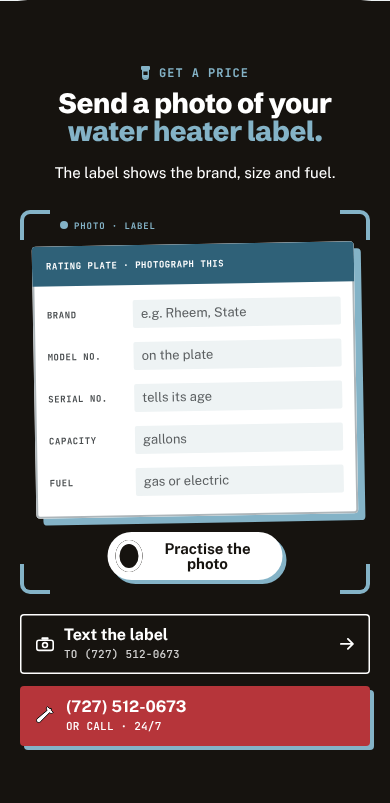 GET A PRICE
Send a photo of your
water heater label.
The label shows the brand, size and fuel.
PHOTO · LABEL
RATING PLATE · PHOTOGRAPH THIS
BRAND e.g. Rheem, State
MODEL NO. on the plate
SERIAL NO. tells its age
CAPACITY gallons
FUEL gas or electric
Practise the
photo
Text the label
TO (727) 512-0673
(727) 512-0673
OR CALL · 24/7